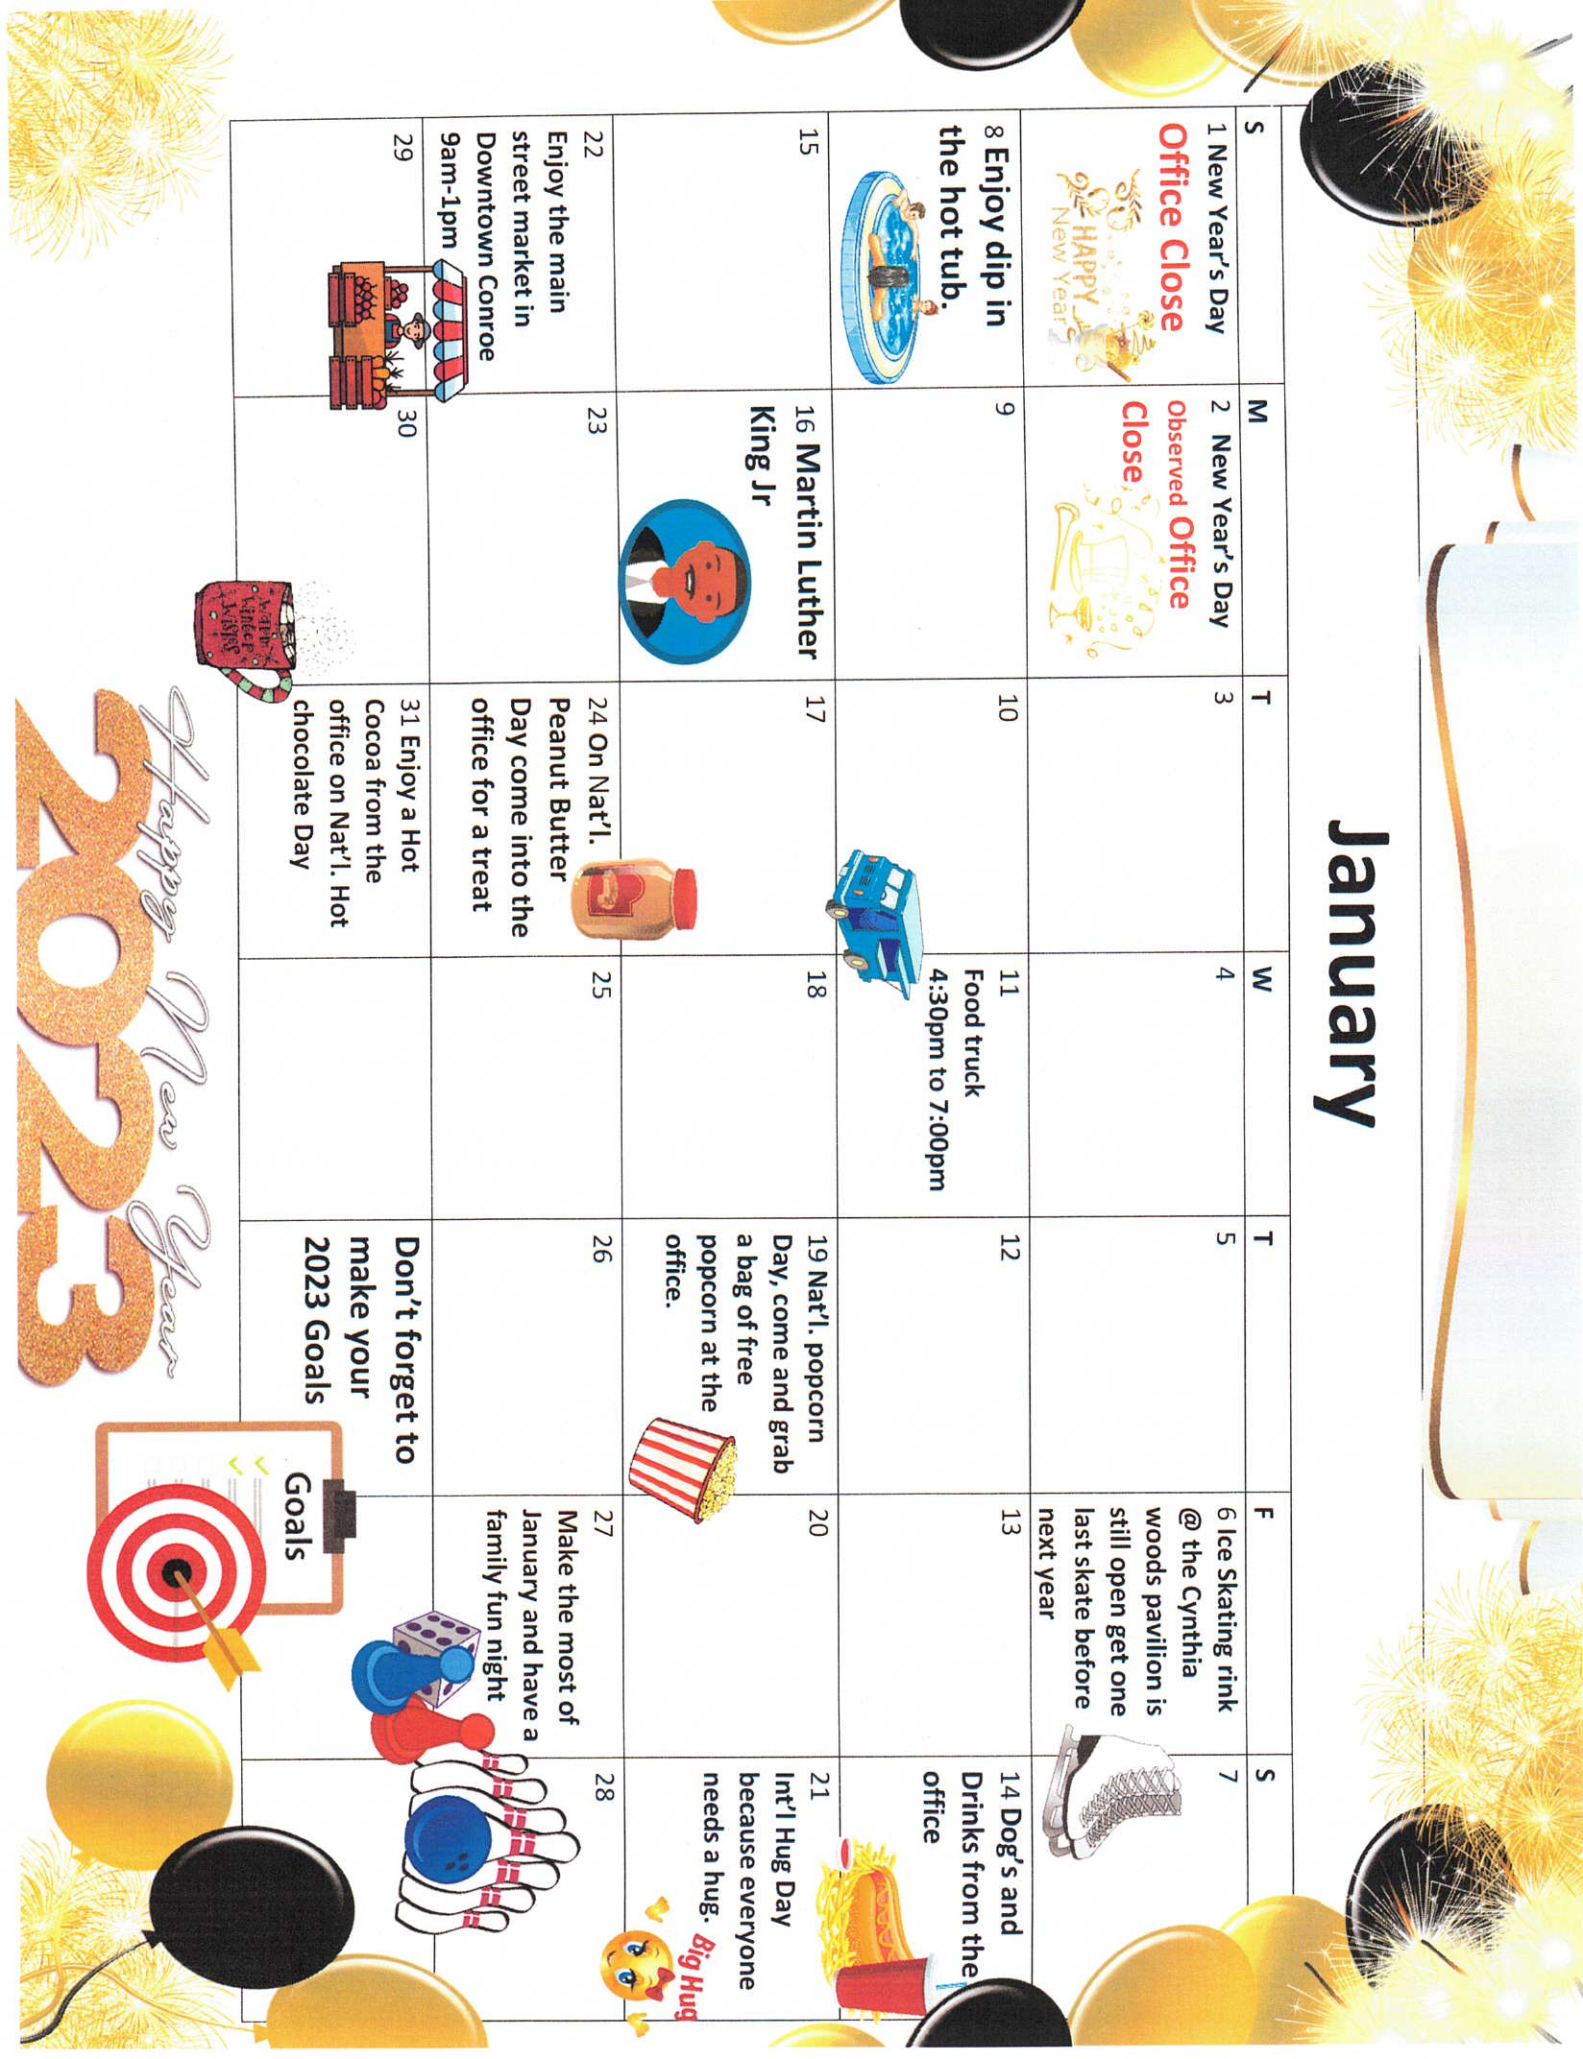 January
S M T W T F S
1 New Year's Day
Office Close
HAPPY
New Year
2 New Year's Day
Observed Office
Close
3
4
5
6 Ice Skating rink
@ the Cynthia
woods pavilion is
still open get one
last skate before
next year
7
8 Enjoy dip in
the hot tub.
9
10
11
Food truck
4:30pm to 7:00pm
12
13
14 Dog's and
Drinks from the
office
15
16 Martin Luther
King Jr
17
18
19 Nat'l. popcorn
Day, come and grab
a bag of free
popcorn at the
office.
20
21
Int'l Hug Day
because everyone
needs a hug.
Big Hug
22
Enjoy the main
street market in
Downtown Conroe
9am-1pm
23
24 On Nat'l.
Peanut Butter
Day come into the
office for a treat
25
26
27
Make the most of
January and have a
family fun night
28
29
30
warm
winter
wishes
31 Enjoy a Hot
Cocoa from the
office on Nat'l. Hot
chocolate Day
Don't forget to
make your
2023 Goals
Goals
Happy New Year
2023